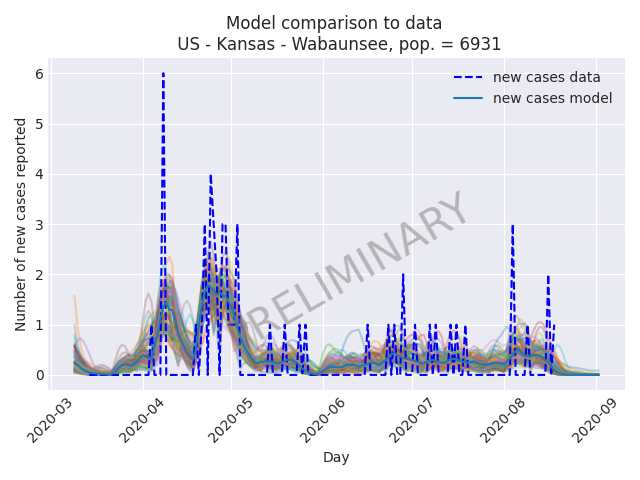 Model comparison to data
US - Kansas - Wabaunsee, pop. = 6931
new cases data
new cases model
Number of new cases reported
6
5
4
3
2
1
0
PRELIMINARY
2020-03
2020-04
2020-05
2020-06
2020-07
2020-08
2020-09
Day